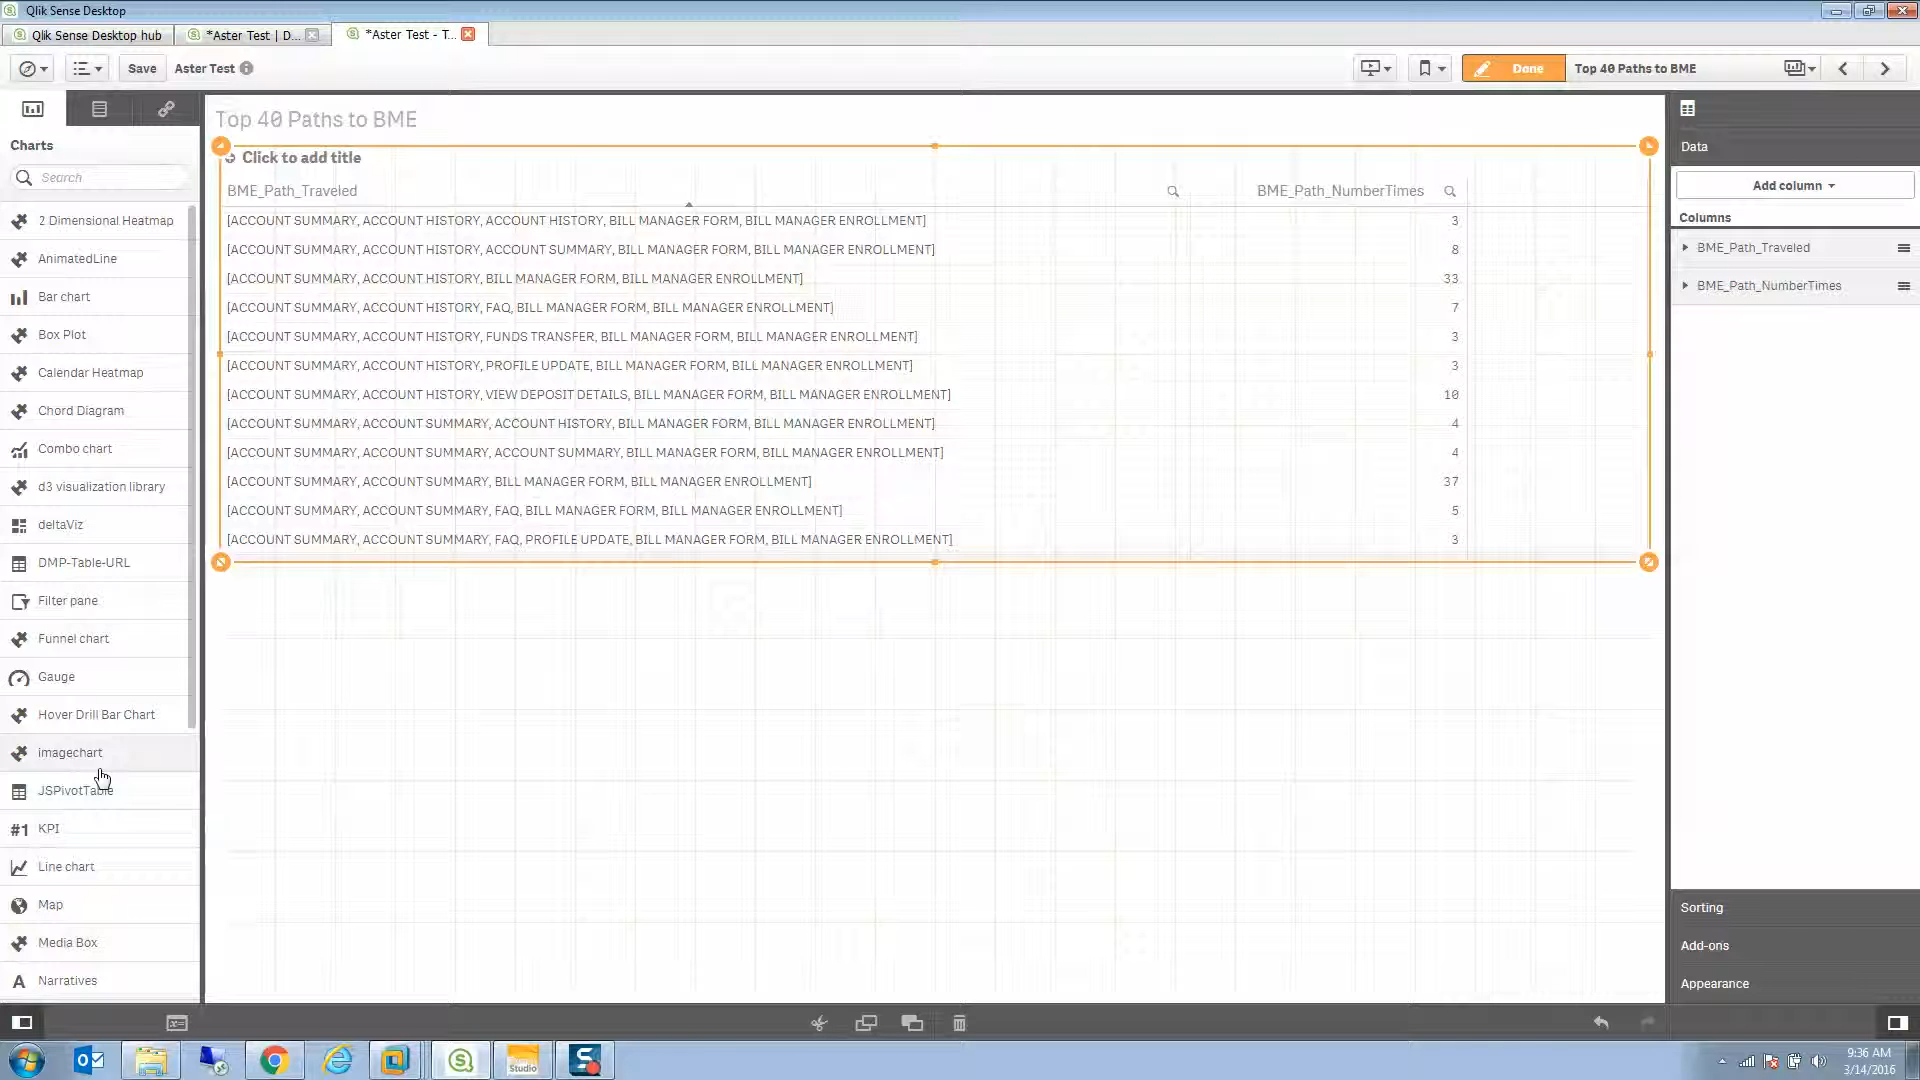 Qlik Sense Desktop
Qlik Sense Desktop hub
*Aster Test | D...
*Aster Test - T...
Save
Aster Test
Done
Top 40 Paths to BME
Charts
Search
2 Dimensional Heatmap
AnimatedLine
Bar chart
Box Plot
Calendar Heatmap
Chord Diagram
Combo chart
d3 visualization library
deltaViz
DMP-Table-URL
Filter pane
Funnel chart
Gauge
Hover Drill Bar Chart
imagechart
JSPivotTable
#1 KPI
Line chart
Map
Media Box
A Narratives
Top 40 Paths to BME
Click to add title
BME_Path_Traveled BME_Path_NumberTimes
[ACCOUNT SUMMARY, ACCOUNT HISTORY, ACCOUNT HISTORY, BILL MANAGER FORM, BILL MANAGER ENROLLMENT] 3
[ACCOUNT SUMMARY, ACCOUNT HISTORY, ACCOUNT SUMMARY, BILL MANAGER FORM, BILL MANAGER ENROLLMENT] 8
[ACCOUNT SUMMARY, ACCOUNT HISTORY, BILL MANAGER FORM, BILL MANAGER ENROLLMENT] 33
[ACCOUNT SUMMARY, ACCOUNT HISTORY, FAQ, BILL MANAGER FORM, BILL MANAGER ENROLLMENT] 7
[ACCOUNT SUMMARY, ACCOUNT HISTORY, FUNDS TRANSFER, BILL MANAGER FORM, BILL MANAGER ENROLLMENT] 3
[ACCOUNT SUMMARY, ACCOUNT HISTORY, PROFILE UPDATE, BILL MANAGER FORM, BILL MANAGER ENROLLMENT] 3
[ACCOUNT SUMMARY, ACCOUNT HISTORY, VIEW DEPOSIT DETAILS, BILL MANAGER FORM, BILL MANAGER ENROLLMENT] 10
[ACCOUNT SUMMARY, ACCOUNT SUMMARY, ACCOUNT HISTORY, BILL MANAGER FORM, BILL MANAGER ENROLLMENT] 4
[ACCOUNT SUMMARY, ACCOUNT SUMMARY, ACCOUNT SUMMARY, BILL MANAGER FORM, BILL MANAGER ENROLLMENT] 4
[ACCOUNT SUMMARY, ACCOUNT SUMMARY, BILL MANAGER FORM, BILL MANAGER ENROLLMENT] 37
[ACCOUNT SUMMARY, ACCOUNT SUMMARY, FAQ, BILL MANAGER FORM, BILL MANAGER ENROLLMENT] 5
[ACCOUNT SUMMARY, ACCOUNT SUMMARY, FAQ, PROFILE UPDATE, BILL MANAGER FORM, BILL MANAGER ENROLLMENT] 3
Data
Add column
Columns
BME_Path_Traveled
BME_Path_NumberTimes
Sorting
Add-ons
Appearance
Studio
9:36 AM
3/14/2016